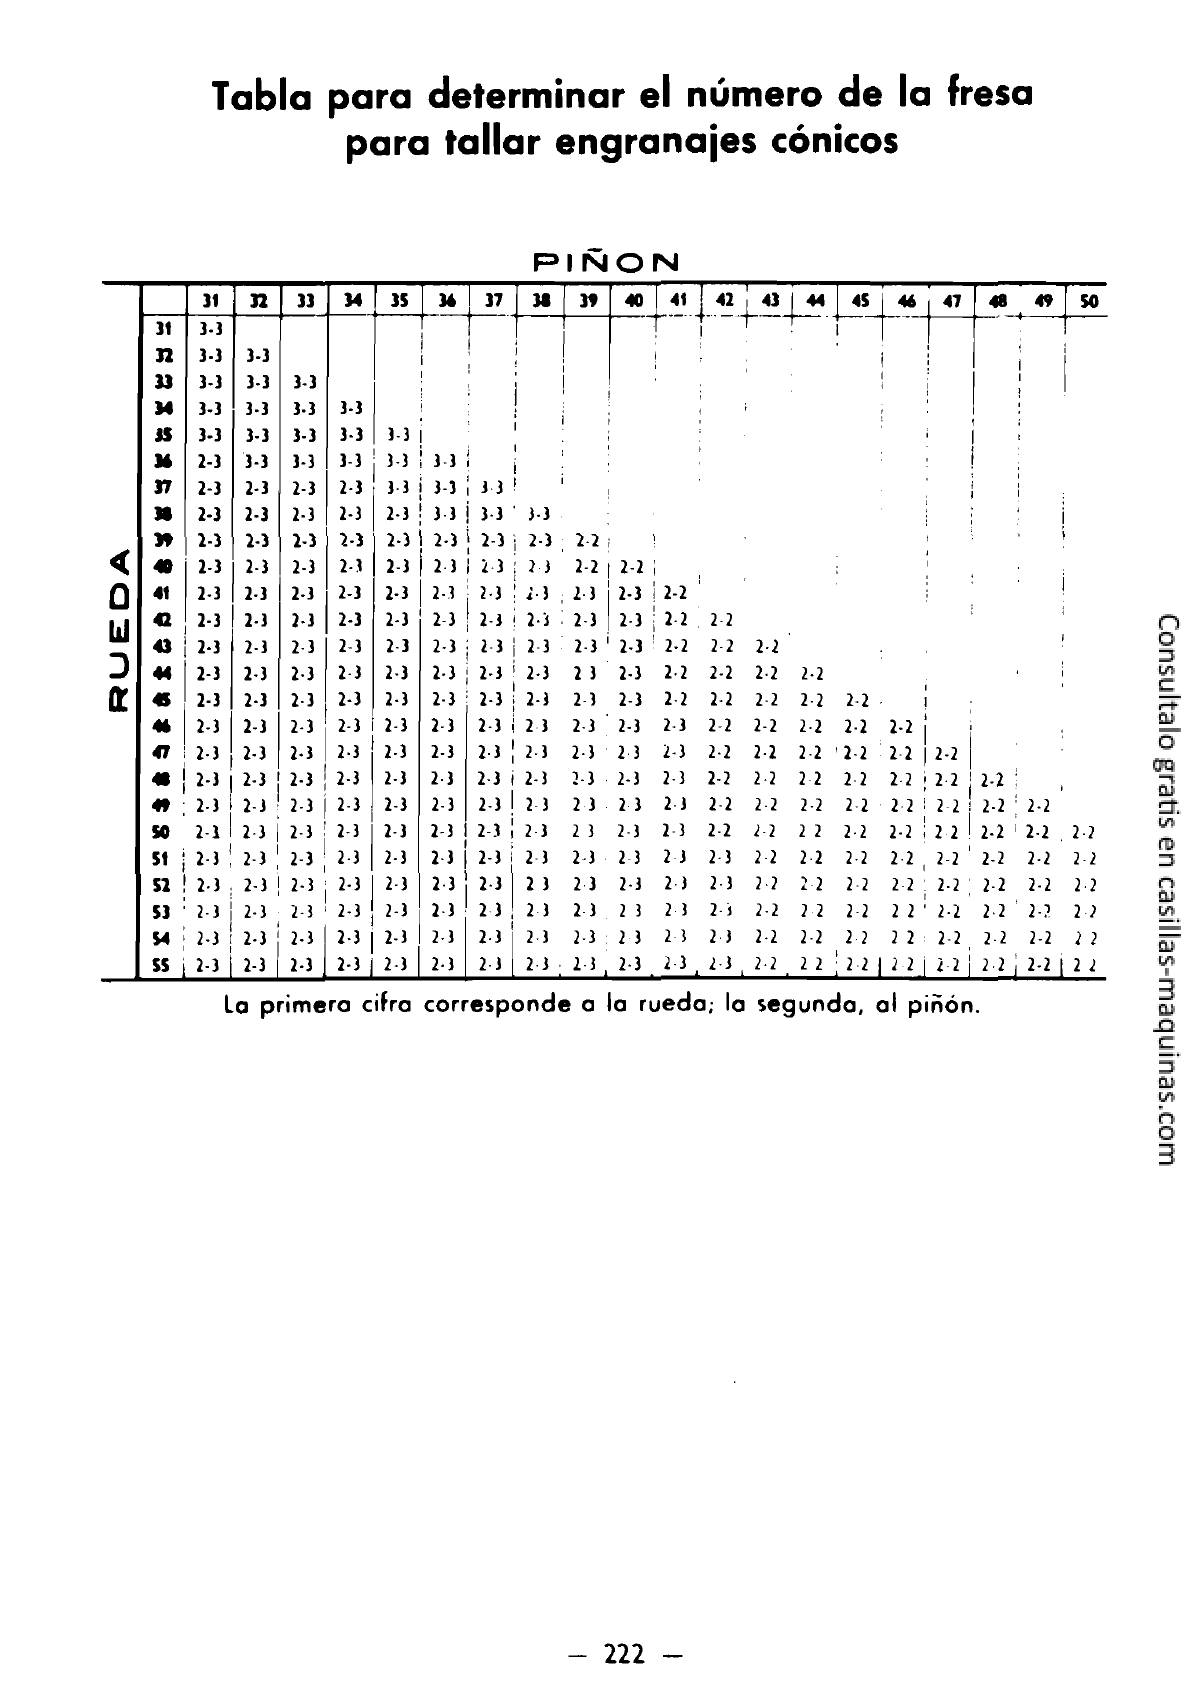 Tabla para determinar el número de la fresa
para tallar engranajes cónicos
PIÑON
31 32 33 34 35 36 37 38 39 40 41 42 43 44 45 46 47 48 49 50
RUEDA
31 3-3
32 3-3 3-3
33 3-3 3-3 3-3
34 3-3 3-3 3-3 3-3
35 3-3 3-3 3-3 3-3 3-3
36 2-3 3-3 3-3 3-3 3-3 3-3
37 2-3 2-3 2-3 2-3 3-3 3-3 3-3
38 2-3 2-3 2-3 2-3 2-3 3-3 3-3 3-3
39 2-3 2-3 2-3 2-3 2-3 2-3 2-3 2-3 2-2
40 2-3 2-3 2-3 2-3 2-3 2-3 2-3 2-3 2-2 2-2
41 2-3 2-3 2-3 2-3 2-3 2-3 2-3 2-3 2-3 2-3 2-2
42 2-3 2-3 2-3 2-3 2-3 2-3 2-3 2-3 2-3 2-3 2-2 2-2
43 2-3 2-3 2-3 2-3 2-3 2-3 2-3 2-3 2-3 2-3 2-2 2-2 2-2
44 2-3 2-3 2-3 2-3 2-3 2-3 2-3 2-3 2 3 2-3 2-2 2-2 2-2 2-2
45 2-3 2-3 2-3 2-3 2-3 2-3 2-3 2-3 2-3 2-3 2-2 2-2 2-2 2-2 2-2
46 2-3 2-3 2-3 2-3 2-3 2-3 2-3 2-3 2-3 2-3 2-3 2-2 2-2 2-2 2-2 2-2
47 2-3 2-3 2-3 2-3 2-3 2-3 2-3 2-3 2-3 2-3 2-3 2-2 2-2 2-2 2-2 2-2 2-2
48 2-3 2-3 2-3 2-3 2-3 2-3 2-3 2-3 2-3 2-3 2-3 2-2 2-2 2-2 2-2 2-2 2-2 2-2
49 2-3 2-3 2-3 2-3 2-3 2-3 2-3 2-3 2 3 2-3 2-3 2-2 2-2 2-2 2-2 2-2 2-2 2-2 2-2
50 2-3 2-3 2-3 2-3 2-3 2-3 2-3 2-3 2 3 2-3 2-3 2-2 2-2 2 2 2-2 2-2 2-2 2-2 2-2 2-2
51 2-3 2-3 2-3 2-3 2-3 2-3 2-3 2-3 2-3 2-3 2-3 2-3 2-2 2-2 2-2 2-2 2-2 2-2 2-2 2-2
52 2-3 2-3 2-3 2-3 2-3 2-3 2-3 2 3 2-3 2-3 2-3 2-3 2-2 2-2 2-2 2-2 2-2 2-2 2-2 2-2
53 2-3 2-3 2-3 2-3 2-3 2-3 2-3 2-3 2-3 2 3 2-3 2-3 2-2 2-2 2-2 2 2 2-2 2-2 2-2 2-2
54 2-3 2-3 2-3 2-3 2-3 2-3 2-3 2-3 2-3 2 3 2-3 2-3 2-2 2-2 2-2 2 2 2-2 2-2 2-2 2 2
55 2-3 2-3 2-3 2-3 2-3 2-3 2-3 2-3 2-3 2-3 2-3 2-3 2-2 2 2 2-2 2 2 2-2 2-2 2-2 2 2
La primera cifra corresponde a la rueda; la segunda, al piñón.
Consultalo gratis en casillas-maquinas.com
— 222 —